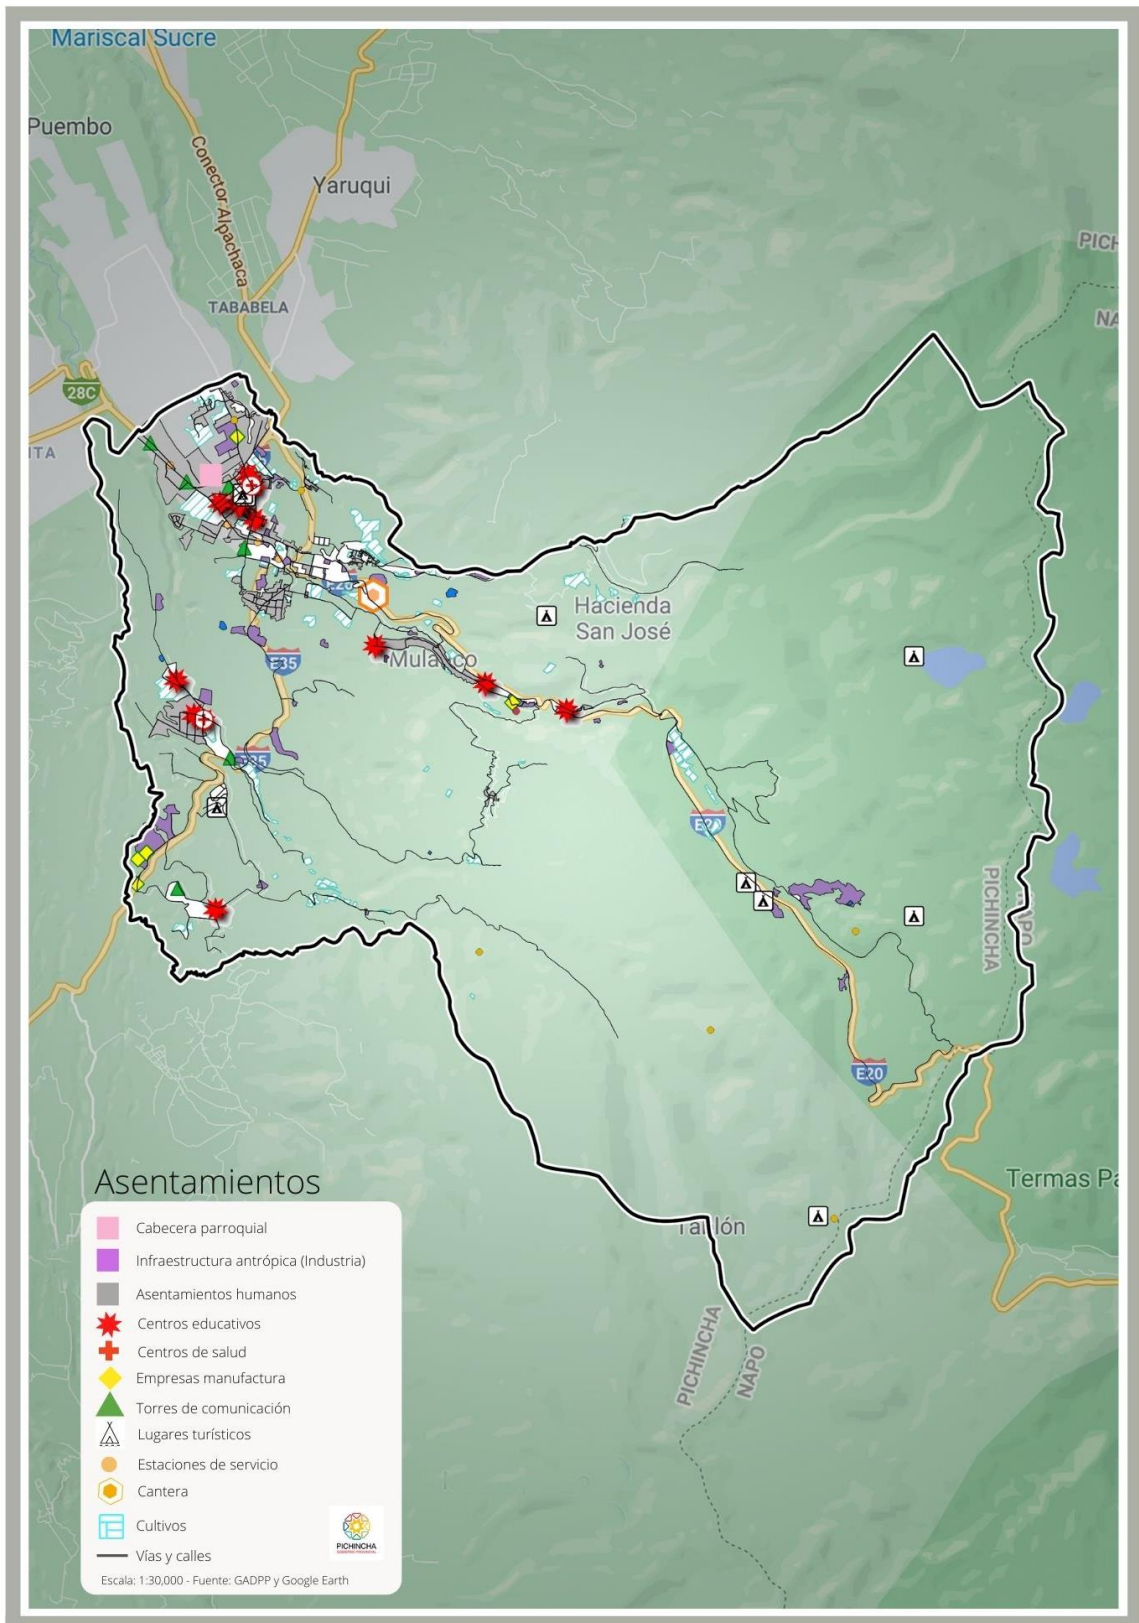 Mariscal Sucre
Puembo
Conector Alpachaca
Yaruqui
PICH
NA
TABABELA
28C
ITA
E20
Hacienda
San José
Mulauco
E35
E35
E20
PICHINCHA
NAPO
E20
Termas Pa
PICHINCHA
NAPO
Asentamientos
Cabecera parroquial
Infraestructura antrópica (Industria)
Asentamientos humanos
Centros educativos
Centros de salud
Empresas manufactura
Torres de comunicación
Lugares turísticos
Estaciones de servicio
Cantera
Cultivos
Vías y calles
PICHINCHA
Escala: 1:30,000 - Fuente: GADPP y Google Earth